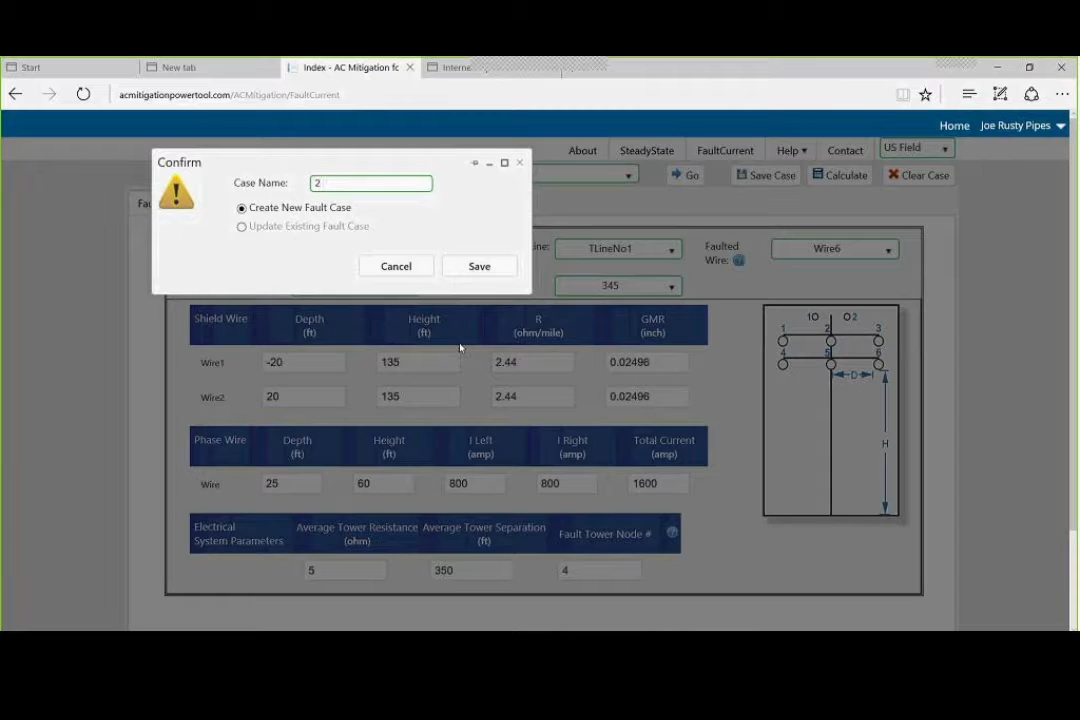 Start
New tab
Index - AC Mitigation fc
Interne
acmitigationpowertool.com/ACMitigation/FaultCurrent
Home Joe Rusty Pipes
About SteadyState FaultCurrent Help Contact US Field
Go Save Case Calculate Clear Case
Confirm
Case Name: 2
Create New Fault Case
Update Existing Fault Case
Cancel Save
Fau
ine: TLineNo1 Faulted Wire: Wire6
345
Shield Wire Depth (ft) Height (ft) R (ohm/mile) GMR (inch)
Wire1 -20 135 2.44 0.02496
Wire2 20 135 2.44 0.02496
Phase Wire Depth (ft) Height (ft) I Left (amp) I Right (amp) Total Current (amp)
Wire 25 60 800 800 1600
Electrical System Parameters Average Tower Resistance (ohm) Average Tower Separation (ft) Fault Tower Node #
5 350 4
1 2
1 2 3
4 5 6
D
H